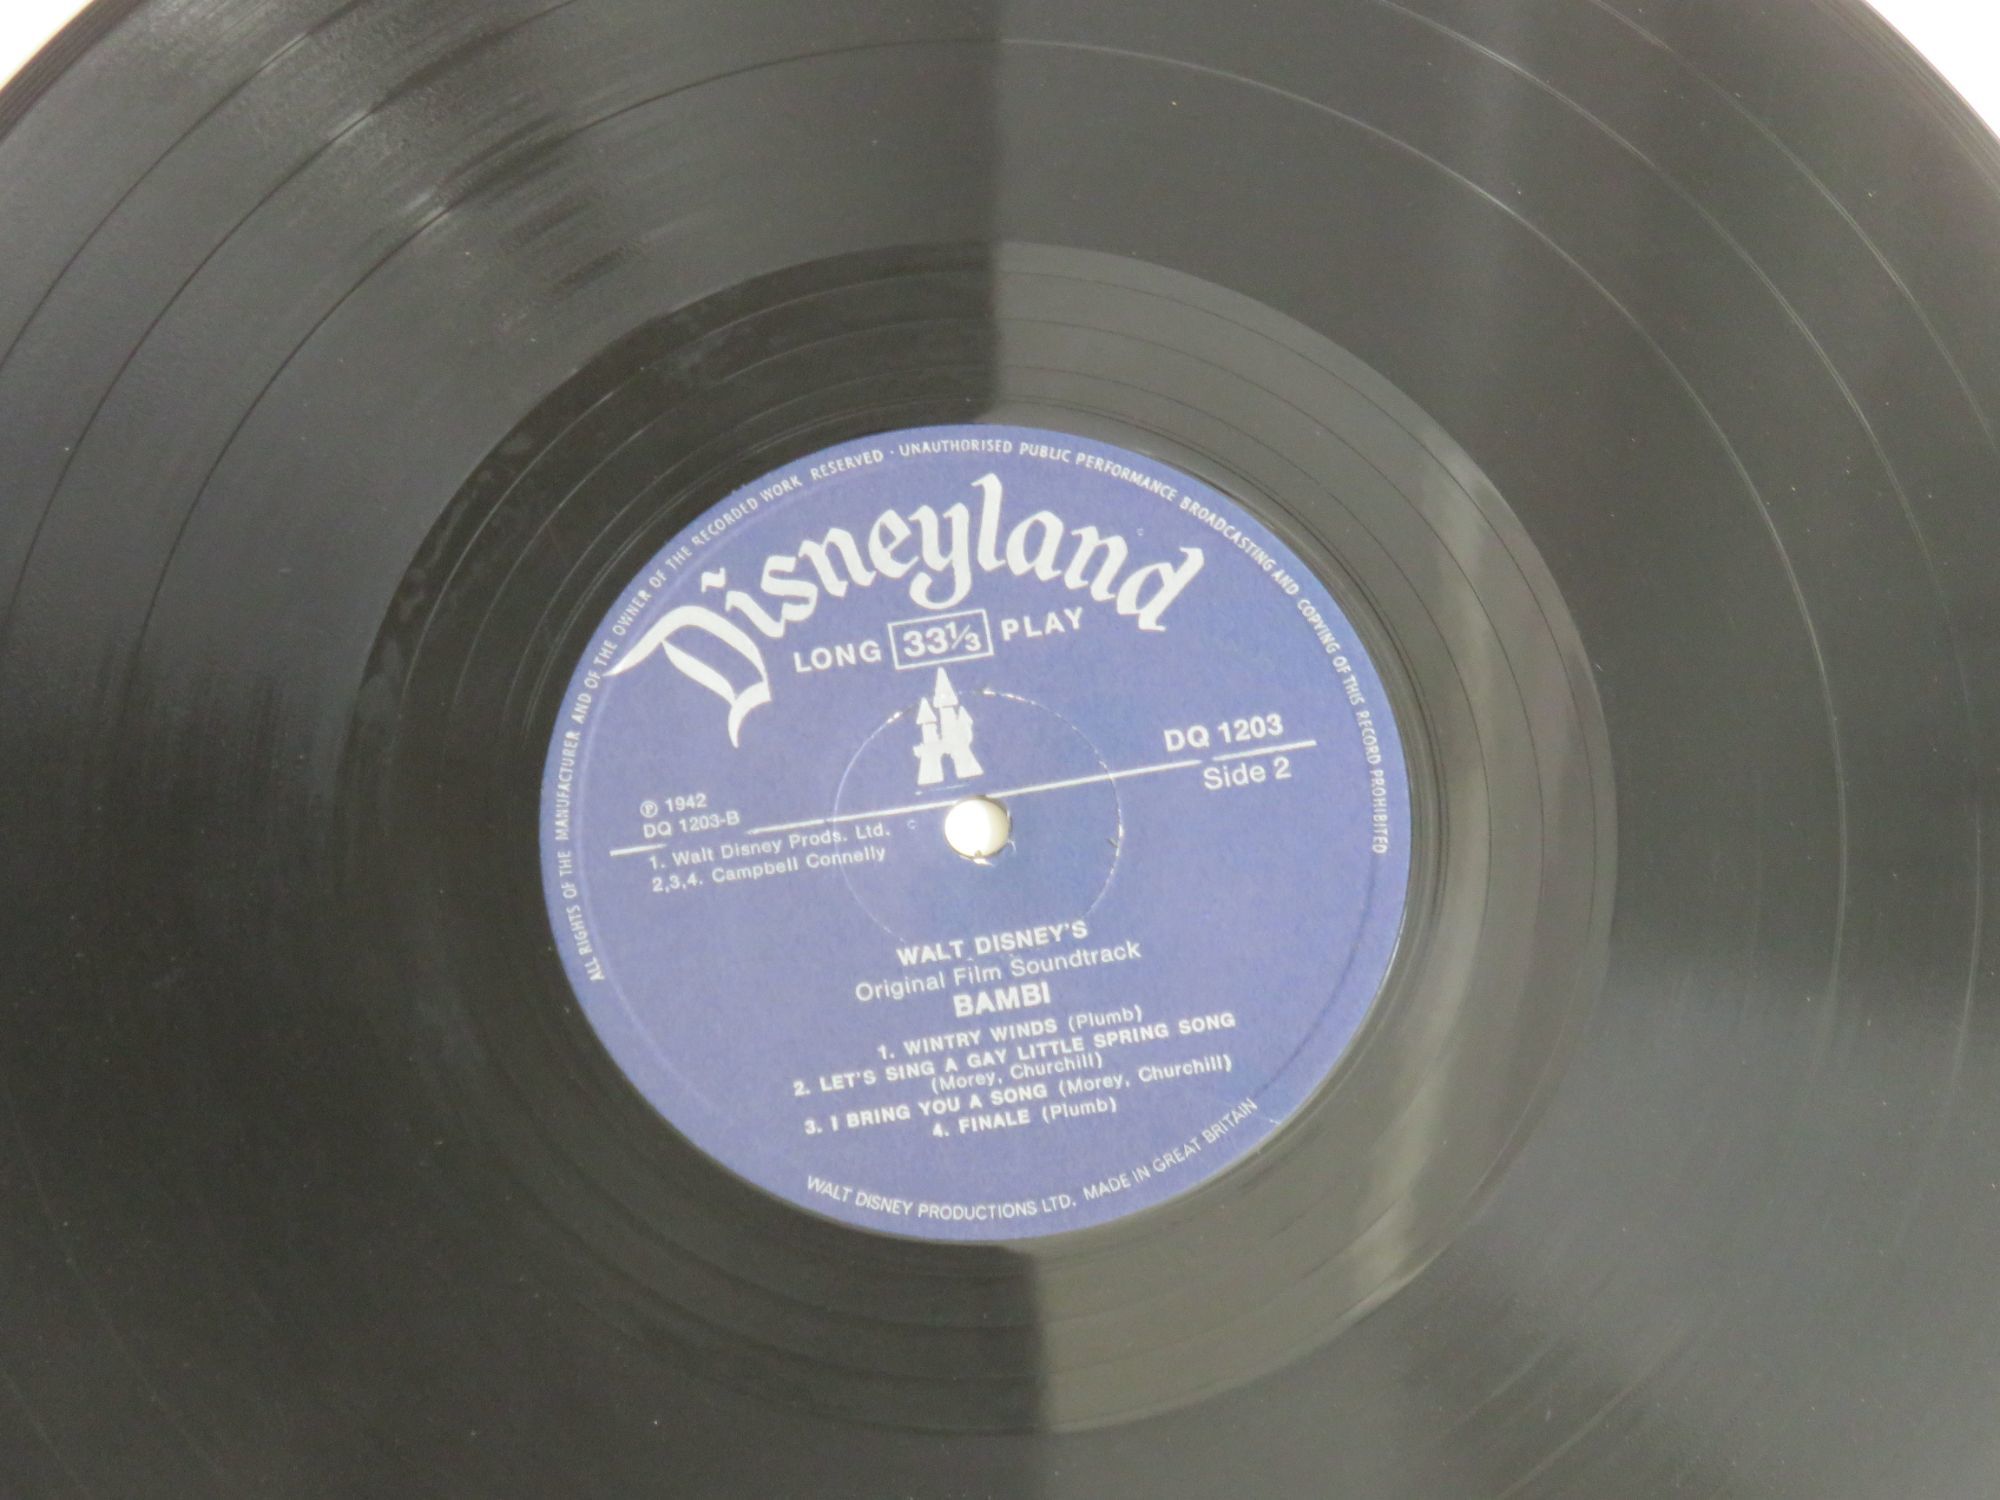 ALL RIGHTS OF THE MANUFACTURER AND OF THE OWNER OF THE RECORDED WORK RESERVED · UNAUTHORISED PUBLIC PERFORMANCE BROADCASTING AND COPYING OF THIS RECORD PROHIBITED
Disneyland
LONG 33⅓ PLAY
DQ 1203
Side 2
℗ 1942
DQ 1203-B
1. Walt Disney Prods. Ltd.
2,3,4. Campbell Connelly
WALT DISNEY'S
Original Film Soundtrack
BAMBI
1. WINTRY WINDS (Plumb)
2. LET'S SING A GAY LITTLE SPRING SONG
(Morey, Churchill)
3. I BRING YOU A SONG (Morey, Churchill)
4. FINALE (Plumb)
WALT DISNEY PRODUCTIONS LTD. MADE IN GREAT BRITAIN